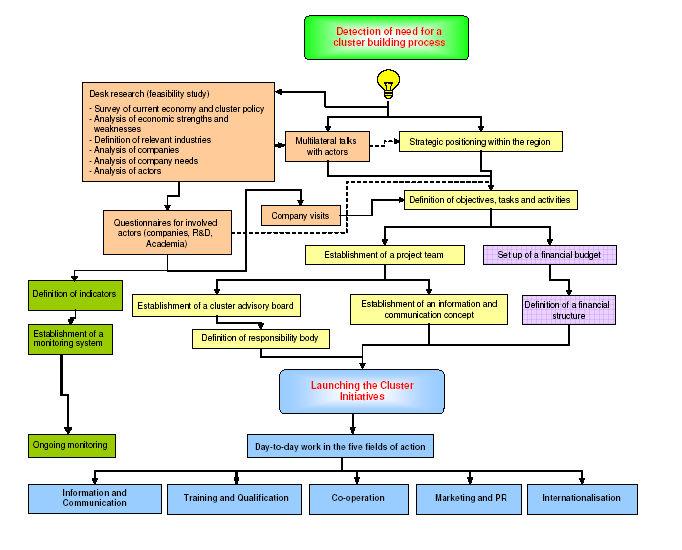 Detection of need for a
cluster building process
Desk research (feasibility study)
- Survey of current economy and cluster policy
- Analysis of economic strengths and
weaknesses
- Definition of relevant industries
- Analysis of companies
- Analysis of company needs
- Analysis of actors
Multilateral talks
with actors
Strategic positioning within the region
Definition of objectives, tasks and activities
Company visits
Questionnaires for involved
actors (companies, R&D,
Academia)
Establishment of a project team
Set up of a financial budget
Definition of indicators
Establishment of a cluster advisory board
Establishment of an information and
communication concept
Definition of a financial
structure
Establishment of a
monitoring system
Definition of responsibility body
Launching the Cluster
Initiatives
Ongoing monitoring
Day-to-day work in the five fields of action
Information and
Communication
Training and Qualification
Co-operation
Marketing and PR
Internationalisation